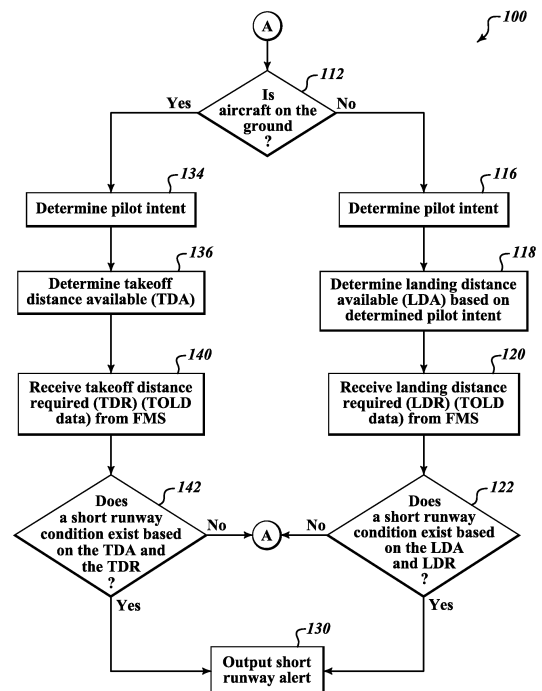 A
100
112
Is
aircraft on the
ground
?
Yes
No
134
Determine pilot intent
116
Determine pilot intent
136
Determine takeoff
distance available (TDA)
118
Determine landing distance
available (LDA) based on
determined pilot intent
140
Receive takeoff distance
required (TDR) (TOLD
data) from FMS
120
Receive landing distance
required (LDR) (TOLD
data) from FMS
142
Does
a short runway
condition exist based
on the TDA and
the TDR
?
No
Yes
A
122
Does
a short runway
condition exist based
on the LDA
and LDR
?
No
Yes
130
Output short
runway alert